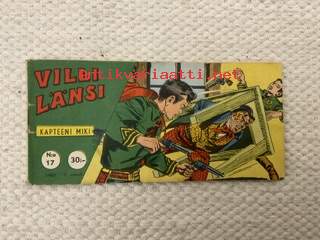 VILLI
antikvariaatti.net
LÄNSI
KAPTEENI MIKI
N:o
17
30:-